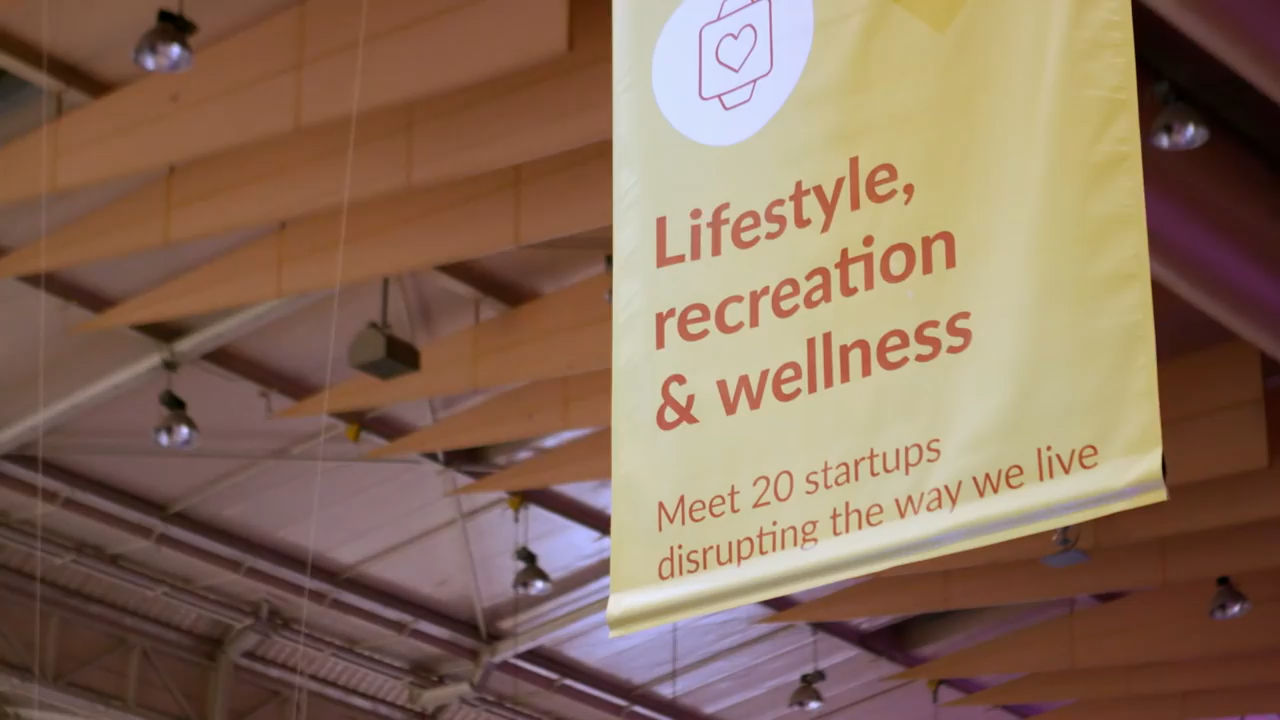 Lifestyle,
recreation
& wellness
Meet 20 startups
disrupting the way we live